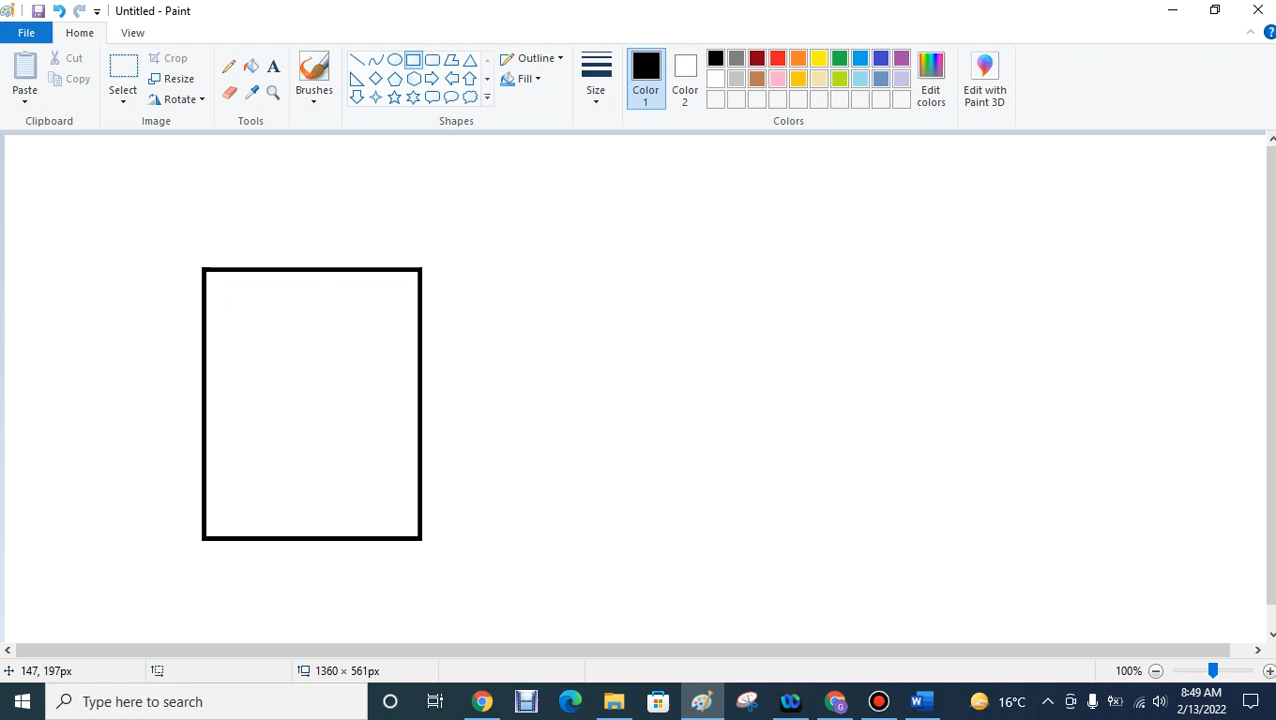 Untitled - Paint
File Home View
Paste
Cut
Copy
Clipboard
Select
Crop
Resize
Rotate
Image
A
Tools
Brushes
Outline
Fill
Shapes
Size
Color 1
Color 2
Edit colors
Colors
Edit with Paint 3D
147, 197px
1360 × 561px
100%
Type here to search
16°C
8:49 AM
2/13/2022